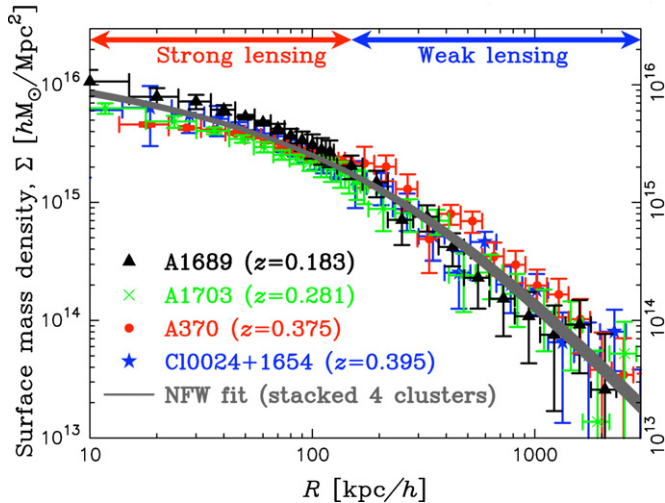 Strong lensing Weak lensing
Surface mass density, Σ [hM⊙/Mpc²]
10¹⁶ 10¹⁶
10¹⁵ 10¹⁵
10¹⁴ 10¹⁴
10¹³ 10¹³
A1689 (z=0.183)
A1703 (z=0.281)
A370 (z=0.375)
Cl0024+1654 (z=0.395)
NFW fit (stacked 4 clusters)
10 100 1000
R [kpc/h]